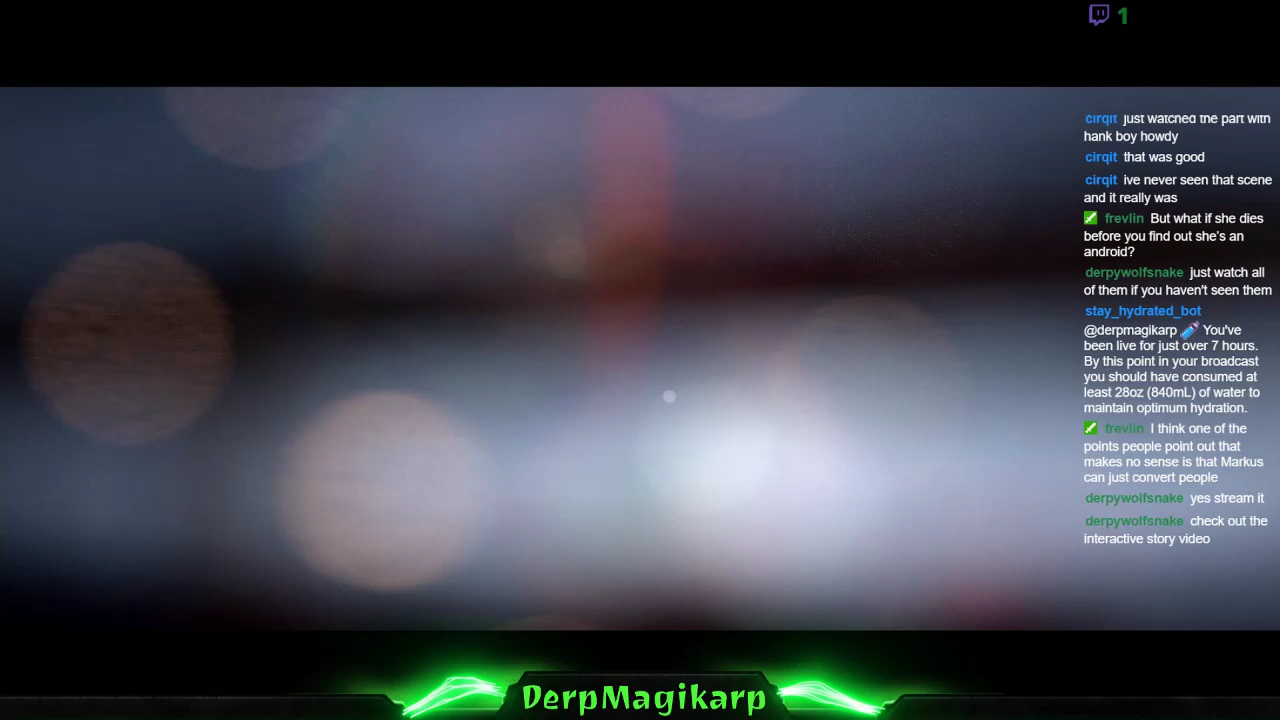 1
cirqit just watched the part with
hank boy howdy
cirqit that was good
cirqit ive never seen that scene
and it really was
frevlin But what if she dies
before you find out she's an
android?
derpywolfsnake just watch all
of them if you haven't seen them
stay_hydrated_bot
@derpmagikarp You've
been live for just over 7 hours.
By this point in your broadcast
you should have consumed at
least 28oz (840mL) of water to
maintain optimum hydration.
frevlin I think one of the
points people point out that
makes no sense is that Markus
can just convert people
derpywolfsnake yes stream it
derpywolfsnake check out the
interactive story video
DerpMagikarp